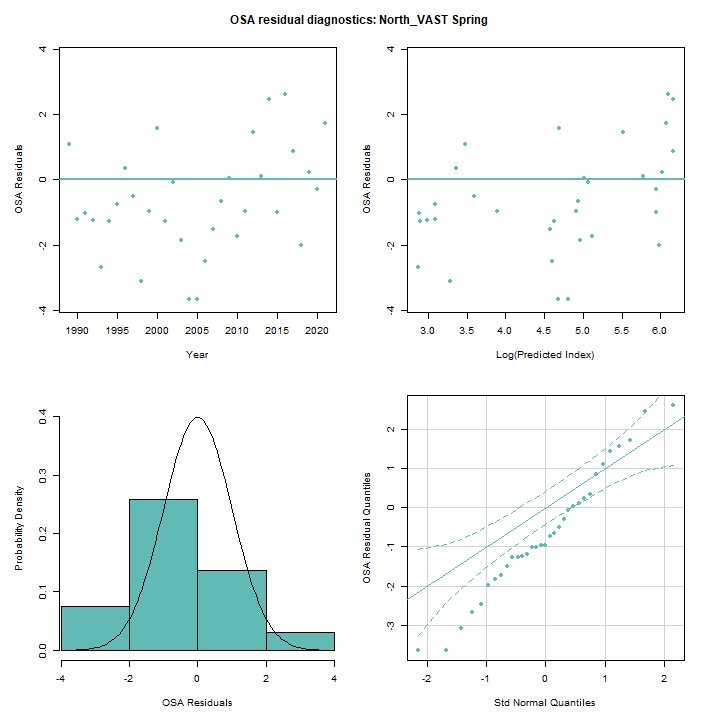 OSA residual diagnostics: North_VAST Spring
4
2
0
-2
-4
OSA Residuals
1990 1995 2000 2005 2010 2015 2020
Year
4
2
0
-2
-4
OSA Residuals
3.0 3.5 4.0 4.5 5.0 5.5 6.0
Log(Predicted Index)
0.4
0.3
0.2
0.1
0.0
Probability Density
-4 -2 0 2 4
OSA Residuals
2
1
0
-1
-2
-3
OSA Residual Quantiles
-2 -1 0 1 2
Std Normal Quantiles